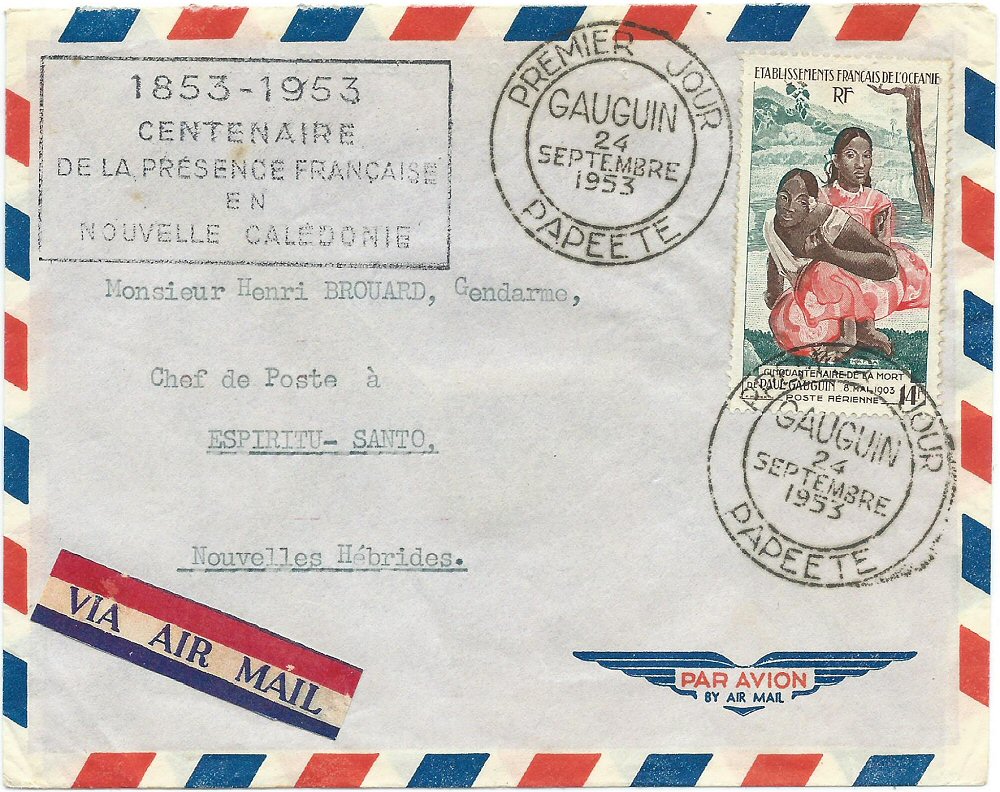 1853-1953
CENTENAIRE
DE LA PRÉSENCE FRANÇAISE
EN
NOUVELLE CALÉDONIE
PREMIER JOUR
GAUGUIN
24
SEPTEMBRE
1953
PAPEETE
ETABLISSEMENTS FRANÇAIS DE L'OCEANIE
RF
CINQUANTENAIRE DE LA MORT
DE PAUL GAUGUIN 8 MAI 1903
POSTE AÉRIENNE 14F
JOUR
GAUGUIN
24
SEPTEMBRE
1953
PAPEETE
Monsieur Henri BROUARD, Gendarme,
Chef de Poste à
ESPIRITU- SANTO,
Nouvelles Hébrides.
VIA AIR MAIL
PAR AVION
BY AIR MAIL